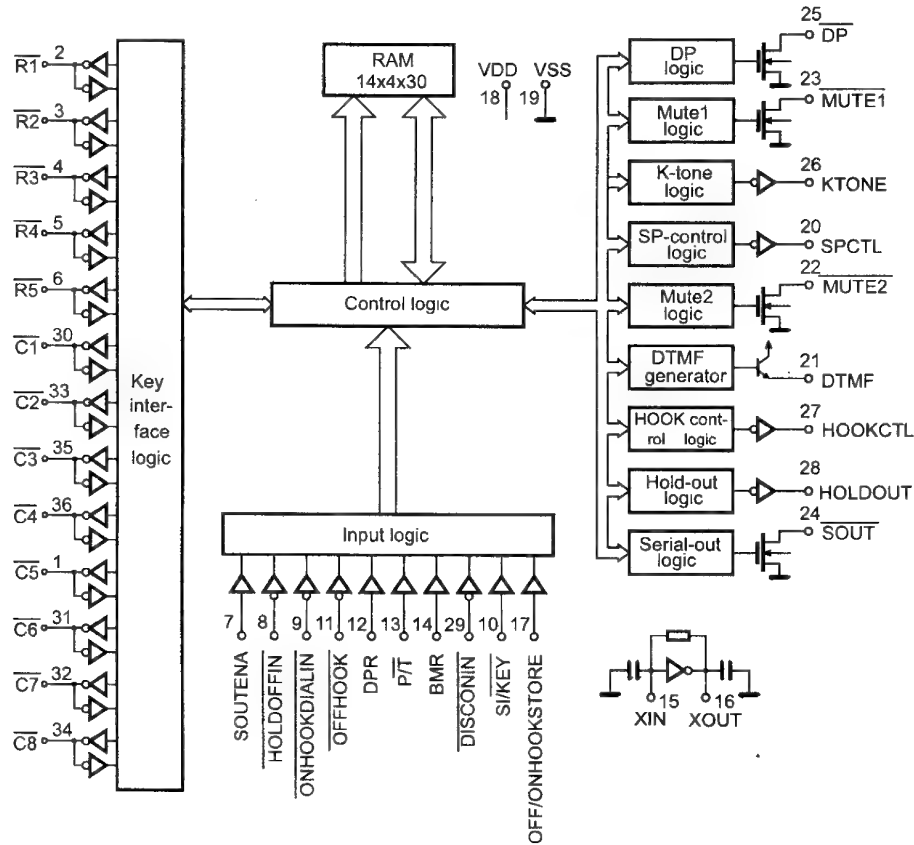 R1 2
R2 3
R3 4
R4 5
R5 6
C1 30
C2 33
C3 35
C4 36
C5 1
C6 31
C7 32
C8 34
Key
inter-
face
logic
RAM
14x4x30
VDD VSS
18 19
Control logic
Input logic
7 8 9 11 12 13 14 29 10 17
SOUTENA
HOLDOFFIN
ONHOOKDIALIN
OFFHOOK
DPR
P/T
BMR
DISCONIN
SI/KEY
OFF/ONHOOKSTORE
DP
logic
25
DP
Mute1
logic
23
MUTE1
K-tone
logic
26
KTONE
SP-control
logic
20
SPCTL
Mute2
logic
22
MUTE2
DTMF
generator
21
DTMF
HOOK cont-
rol logic
27
HOOKCTL
Hold-out
logic
28
HOLDOUT
Serial-out
logic
24
SOUT
15 16
XIN XOUT